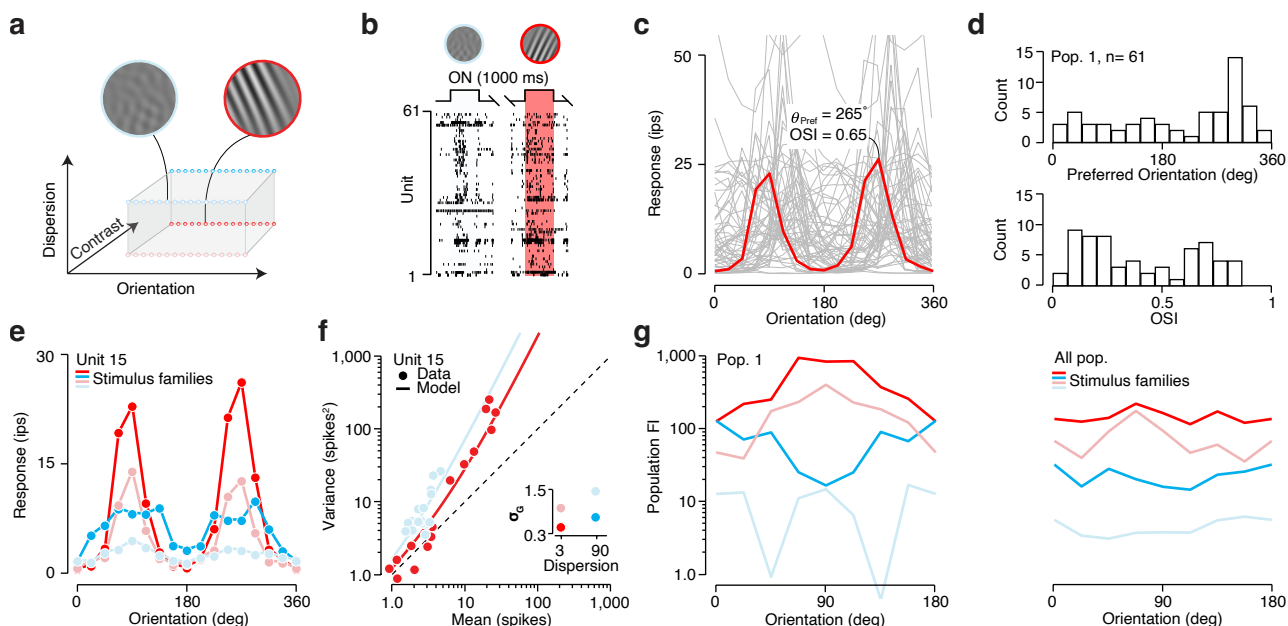 a
Dispersion
Contrast
Orientation
b
ON (1000 ms)
61
Unit
1
c
50
25
0
Response (ips)
θPref = 265°
OSI = 0.65
0
180
360
Orientation (deg)
d
15
10
5
0
Count
Pop. 1, n= 61
0
180
360
Preferred Orientation (deg)
15
10
5
0
Count
0
0.5
1
OSI
e
30
15
0
Response (ips)
Unit 15
Stimulus families
0
180
360
Orientation (deg)
f
1,000
100
10
1.0
Variance (spikes²)
Unit 15
Data
Model
1.5
0.3
σG
3
90
Dispersion
1.0
10
100
1,000
Mean (spikes)
g
1,000
100
10
1.0
Population FI
Pop. 1
0
90
180
Orientation (deg)
All pop.
Stimulus families
0
90
180
Orientation (deg)